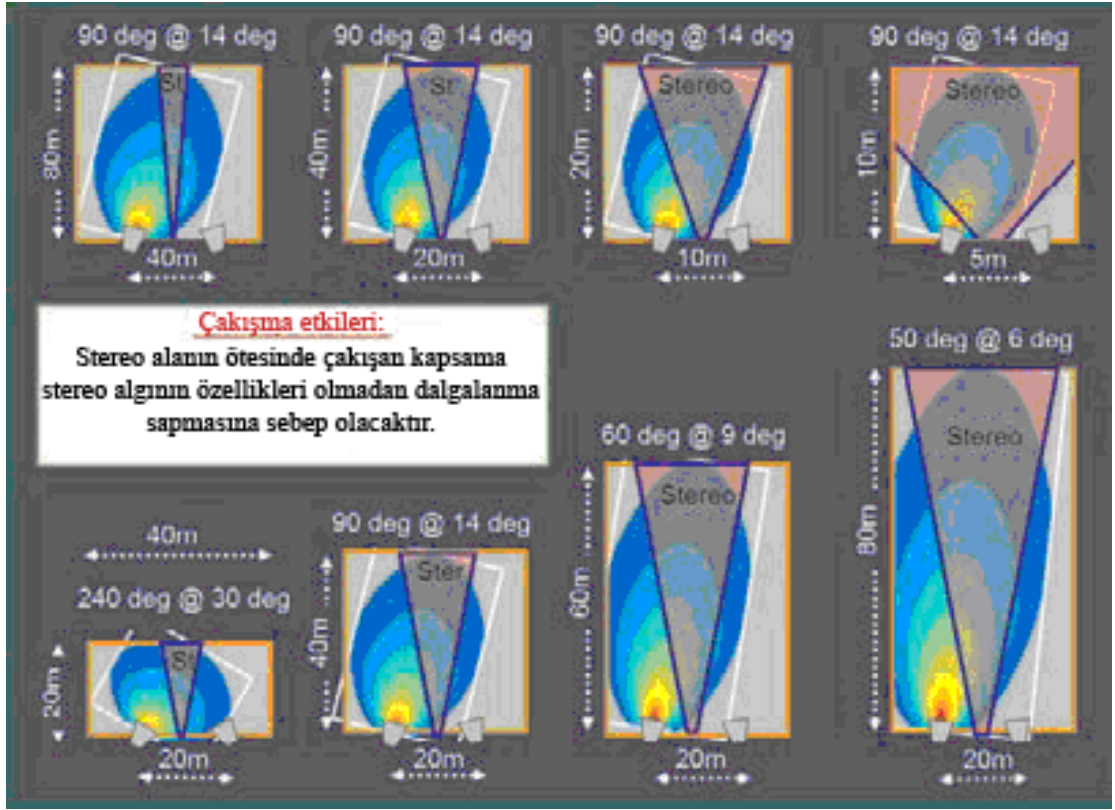 90 deg @ 14 deg
90 deg @ 14 deg
90 deg @ 14 deg
90 deg @ 14 deg
St
St
Stereo
Stereo
80m
40m
20m
10m
40m
20m
10m
5m
Çakışma etkileri:
Stereo alanın ötesinde çakışan kapsama
stereo algının özellikleri olmadan dalgalanma
sapmasına sebep olacaktır.
50 deg @ 6 deg
Stereo
80m
20m
60 deg @ 9 deg
Stereo
60m
20m
90 deg @ 14 deg
Ster
40m
20m
40m
240 deg @ 30 deg
St
20m
20m